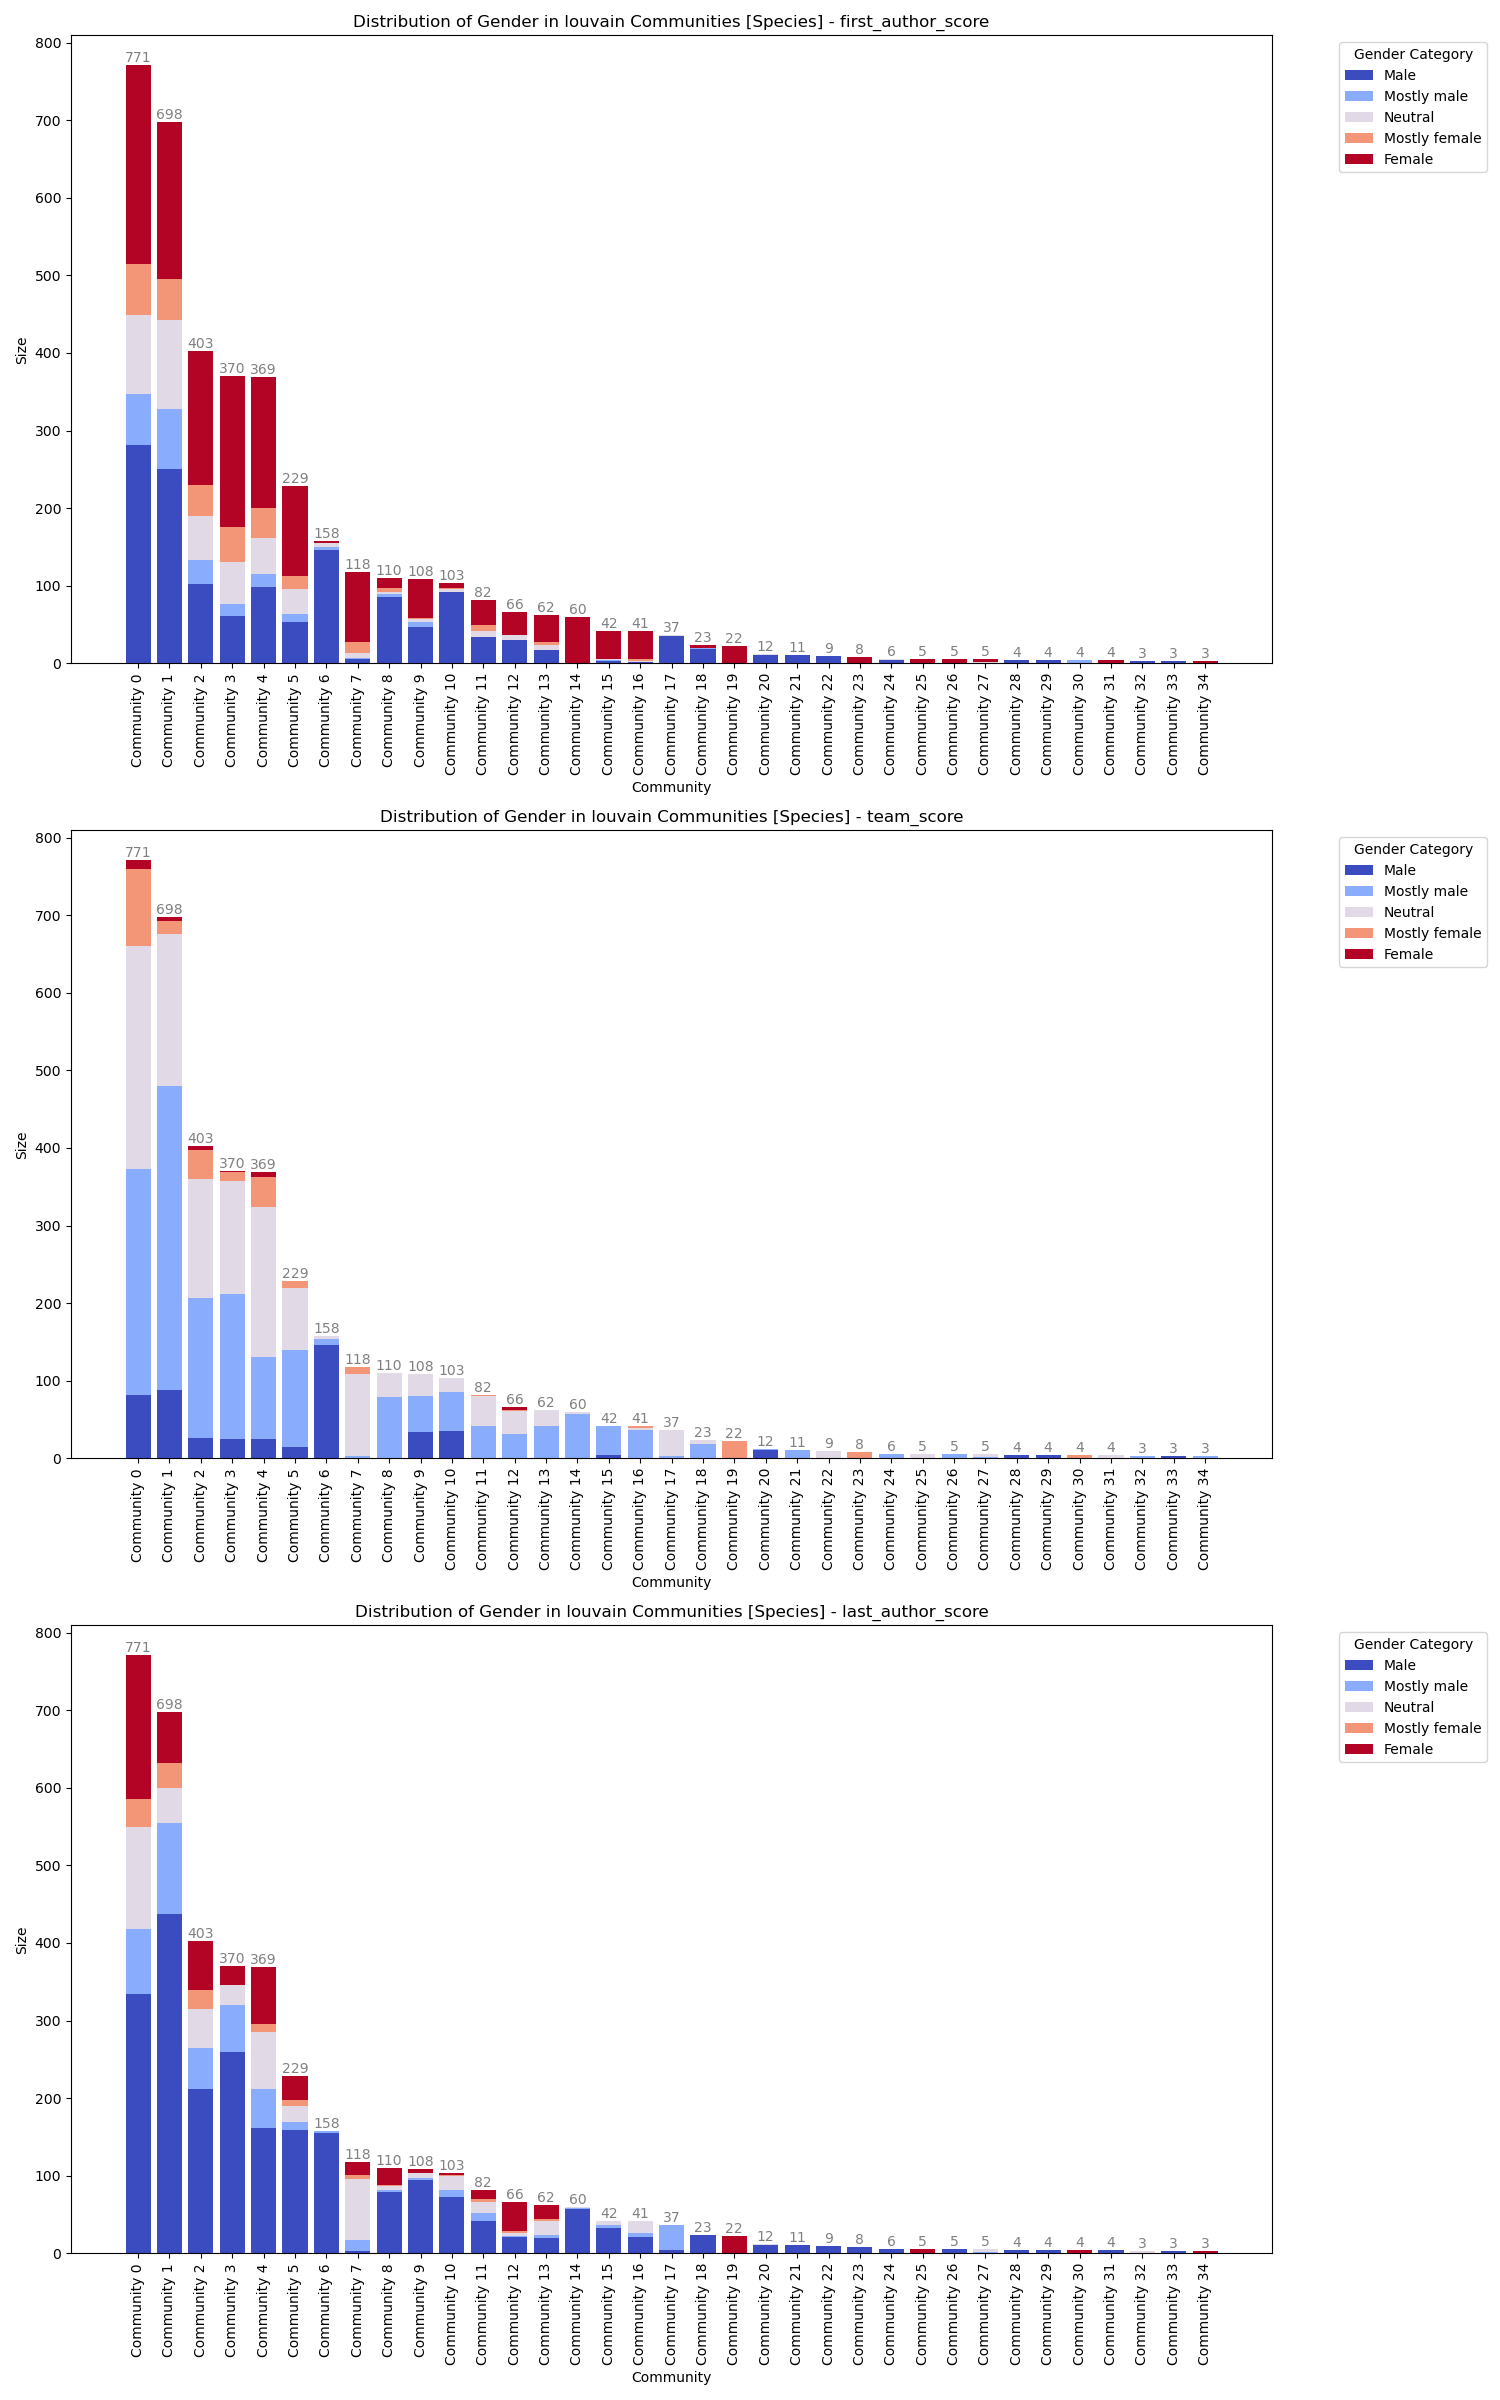 Distribution of Gender in louvain Communities [Species] - first_author_score
Gender Category
Male
Mostly male
Neutral
Mostly female
Female
800
700
600
500
400
300
200
100
0
Size
771
698
403
370
369
229
158
118
110
108
103
82
66
62
60
42
41
37
23
22
12
11
9
8
6
5
5
5
4
4
4
4
3
3
3
Community 0
Community 1
Community 2
Community 3
Community 4
Community 5
Community 6
Community 7
Community 8
Community 9
Community 10
Community 11
Community 12
Community 13
Community 14
Community 15
Community 16
Community 17
Community 18
Community 19
Community 20
Community 21
Community 22
Community 23
Community 24
Community 25
Community 26
Community 27
Community 28
Community 29
Community 30
Community 31
Community 32
Community 33
Community 34
Community
Distribution of Gender in louvain Communities [Species] - team_score
Gender Category
Male
Mostly male
Neutral
Mostly female
Female
800
700
600
500
400
300
200
100
0
Size
771
698
403
370
369
229
158
118
110
108
103
82
66
62
60
42
41
37
23
22
12
11
9
8
6
5
5
5
4
4
4
4
3
3
3
Community 0
Community 1
Community 2
Community 3
Community 4
Community 5
Community 6
Community 7
Community 8
Community 9
Community 10
Community 11
Community 12
Community 13
Community 14
Community 15
Community 16
Community 17
Community 18
Community 19
Community 20
Community 21
Community 22
Community 23
Community 24
Community 25
Community 26
Community 27
Community 28
Community 29
Community 30
Community 31
Community 32
Community 33
Community 34
Community
Distribution of Gender in louvain Communities [Species] - last_author_score
Gender Category
Male
Mostly male
Neutral
Mostly female
Female
800
700
600
500
400
300
200
100
0
Size
771
698
403
370
369
229
158
118
110
108
103
82
66
62
60
42
41
37
23
22
12
11
9
8
6
5
5
5
4
4
4
4
3
3
3
Community 0
Community 1
Community 2
Community 3
Community 4
Community 5
Community 6
Community 7
Community 8
Community 9
Community 10
Community 11
Community 12
Community 13
Community 14
Community 15
Community 16
Community 17
Community 18
Community 19
Community 20
Community 21
Community 22
Community 23
Community 24
Community 25
Community 26
Community 27
Community 28
Community 29
Community 30
Community 31
Community 32
Community 33
Community 34
Community